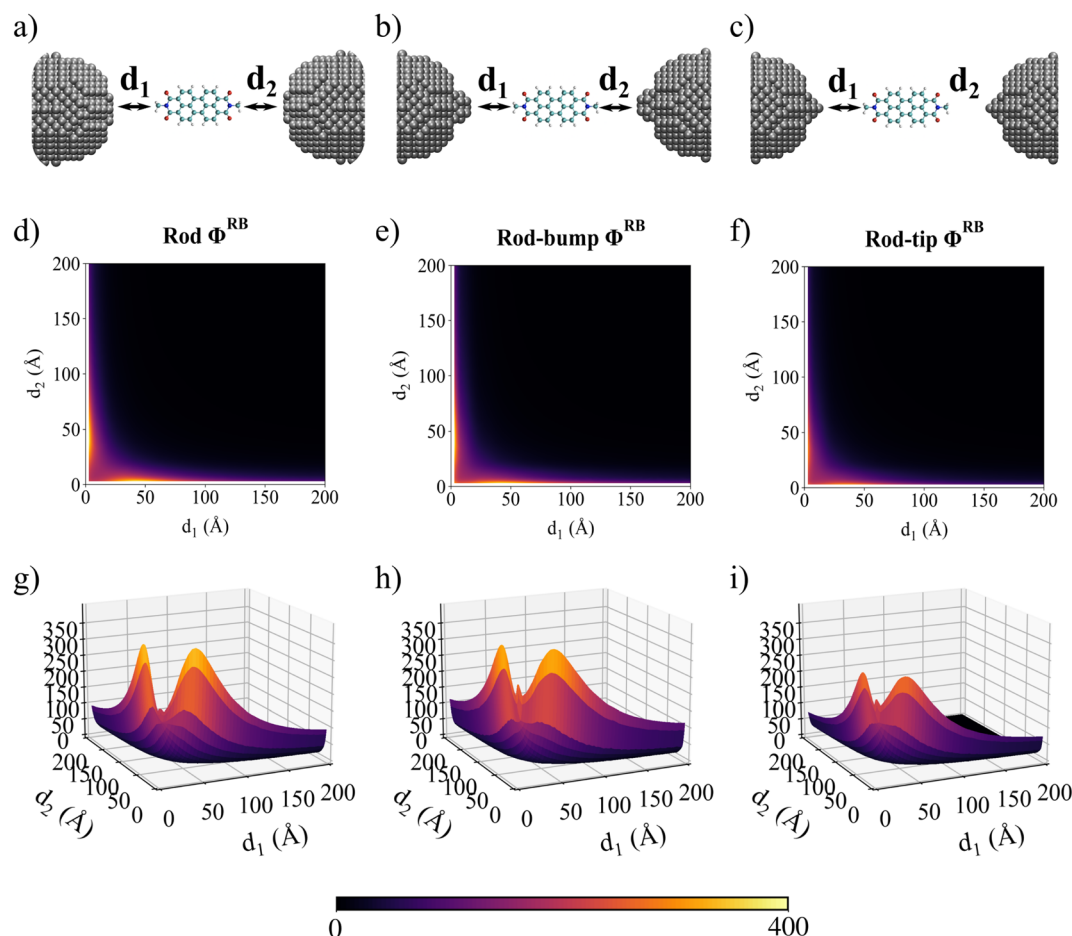 a) b) c)
d₁ d₂ d₁ d₂ d₁ d₂
d) Rod Φ^RB e) Rod-bump Φ^RB f) Rod-tip Φ^RB
200 200 200
150 150 150
100 100 100
50 50 50
0 0 0
d₂ (Å) d₂ (Å) d₂ (Å)
0 50 100 150 200 0 50 100 150 200 0 50 100 150 200
d₁ (Å) d₁ (Å) d₁ (Å)
g) h) i)
350 350 350
300 300 300
250 250 250
200 200 200
150 150 150
100 100 100
50 50 50
0 0 0
200 150 100 50 0 200 150 100 50 0 200 150 100 50 0
d₂ (Å) d₂ (Å) d₂ (Å)
0 50 100 150 200 0 50 100 150 200 0 50 100 150 200
d₁ (Å) d₁ (Å) d₁ (Å)
0 400